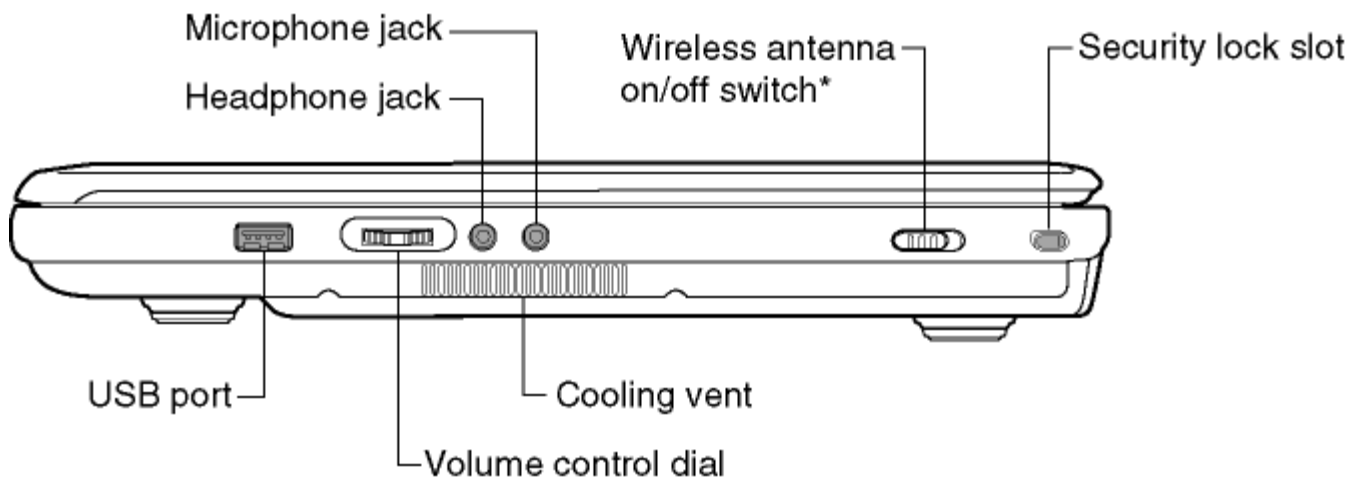 Microphone jack
Headphone jack
Wireless antenna
on/off switch*
Security lock slot
USB port
Cooling vent
Volume control dial